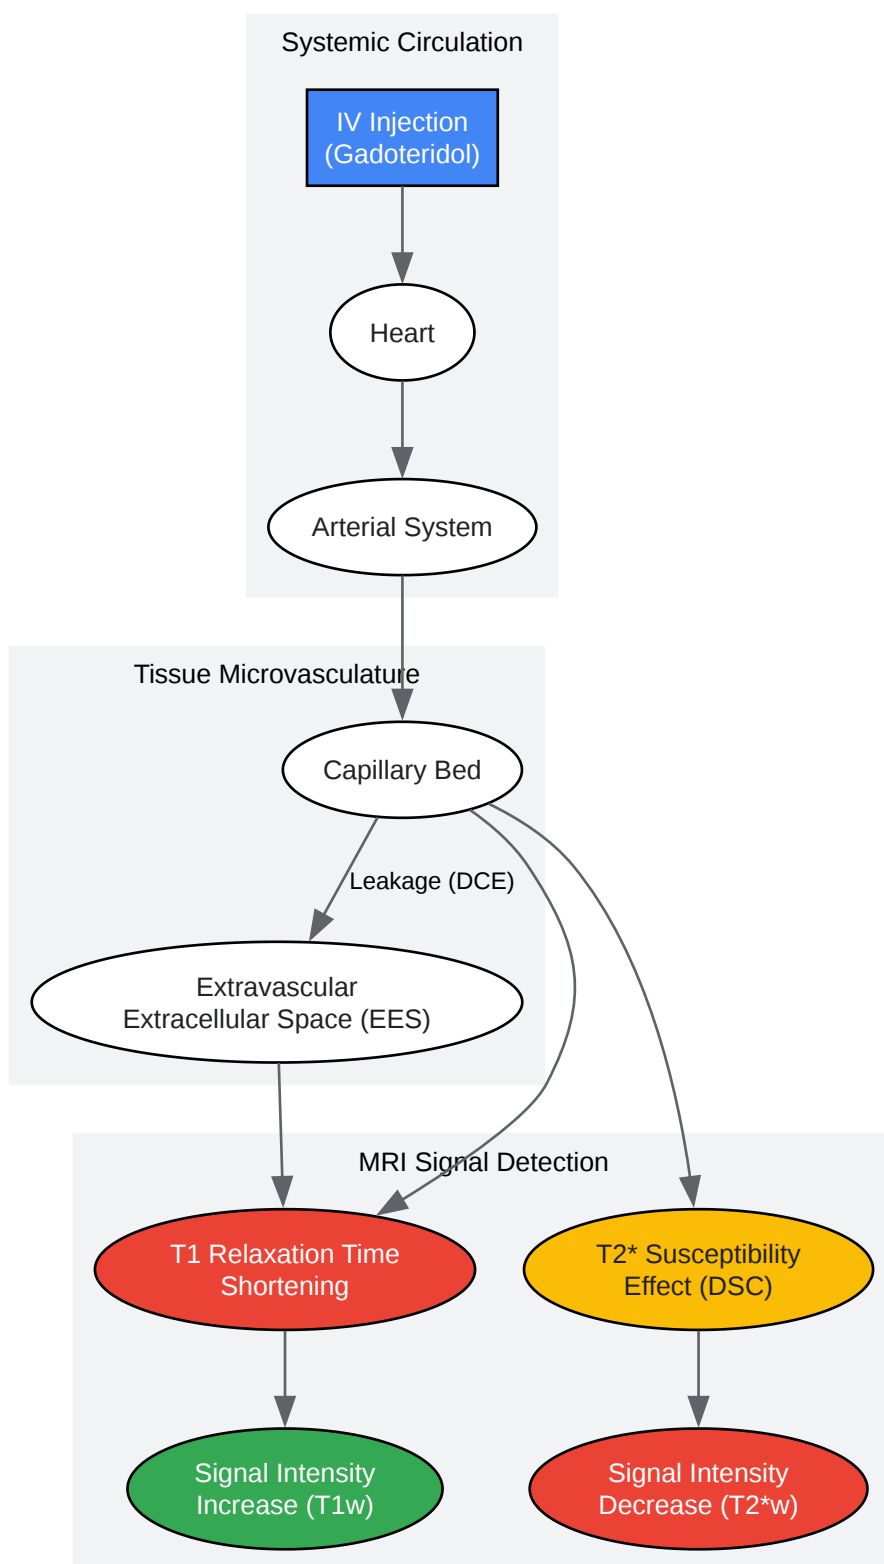 Systemic Circulation
IV Injection
(Gadoteridol)
Heart
Arterial System
Tissue Microvasculature
Capillary Bed
Leakage (DCE)
Extravascular
Extracellular Space (EES)
MRI Signal Detection
T1 Relaxation Time
Shortening
T2* Susceptibility
Effect (DSC)
Signal Intensity
Increase (T1w)
Signal Intensity
Decrease (T2*w)